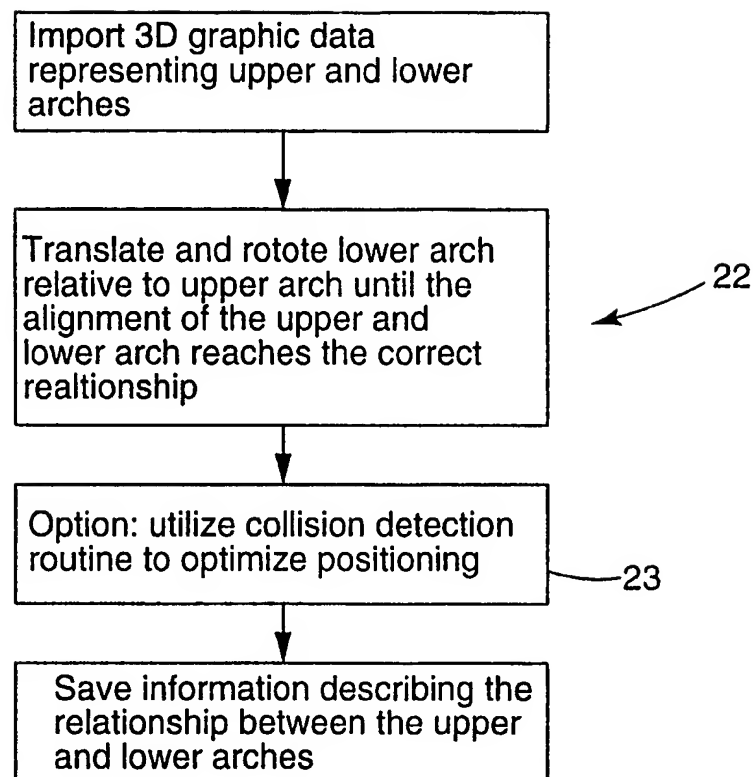 Import 3D graphic data
representing upper and lower
arches
Translate and rotote lower arch
relative to upper arch until the
alignment of the upper and
lower arch reaches the correct
realtionship
22
Option: utilize collision detection
routine to optimize positioning
23
Save information describing the
relationship between the upper
and lower arches